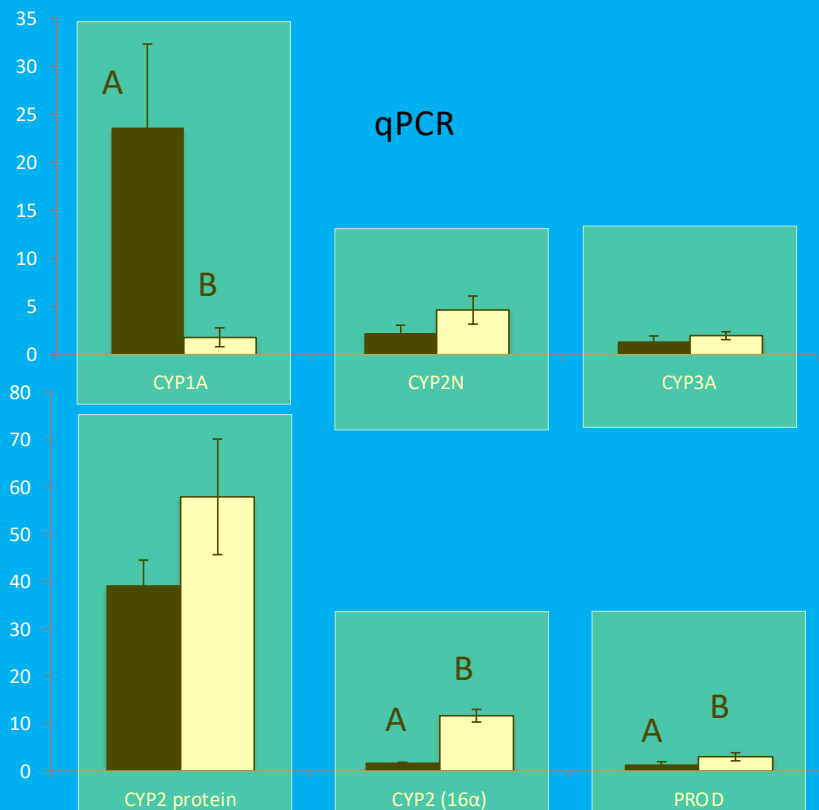 35
30
A
25
qPCR
20
15
10
B
5
0
CYP1A
CYP2N
CYP3A
80
70
60
50
40
30
20
B
B
A
A
10
0
CYP2 protein
CYP2 (16α)
PROD